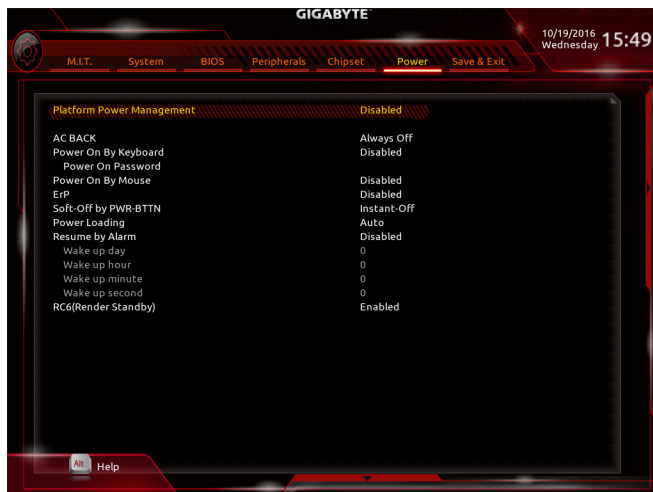 GIGABYTE™
10/19/2016 Wednesday 15:49
M.I.T. System BIOS Peripherals Chipset Power Save & Exit
Platform Power Management Disabled
AC BACK Always Off
Power On By Keyboard Disabled
Power On Password
Power On By Mouse Disabled
ErP Disabled
Soft-Off by PWR-BTTN Instant-Off
Power Loading Auto
Resume by Alarm Disabled
Wake up day 0
Wake up hour 0
Wake up minute 0
Wake up second 0
RC6(Render Standby) Enabled
Alt Help